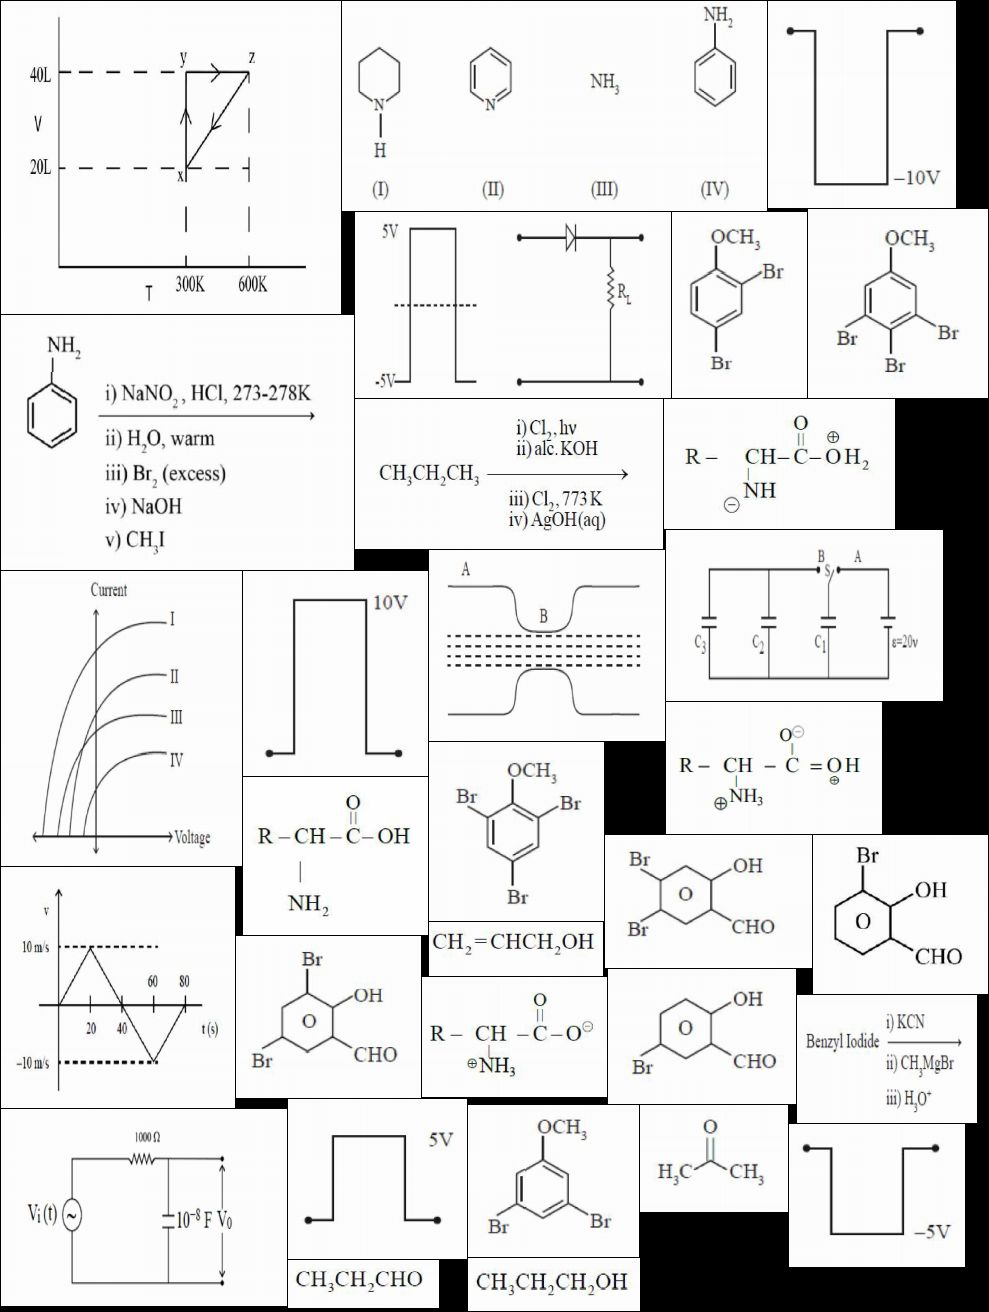 y z
40L
V
20L
x
300K 600K
T
N
H
(I)
N
(II)
NH₃
(III)
NH₂
(IV)
−10V
5V
-5V
R_L
OCH₃
Br
Br
OCH₃
Br
Br
Br
NH₂
i) NaNO₂ , HCl, 273-278K
ii) H₂O, warm
iii) Br₂ (excess)
iv) NaOH
v) CH₃I
i) Cl₂, hν
ii) alc. KOH
CH₃CH₂CH₃
iii) Cl₂, 773 K
iv) AgOH(aq)
O
R – CH – C – ⊕OH₂
NH
⊖
Current
I
II
III
IV
Voltage
10V
A
B
B S A
C₃ C₂ C₁ ε=20v
O⊖
R – CH – C = OH
⊕
⊕NH₃
O
R – CH – C – OH
NH₂
OCH₃
Br Br
Br
Br OH
O
Br CHO
Br
OH
O
CHO
v
10 m/s
60 80
20 40 t (s)
–10 m/s
CH₂=CHCH₂OH
Br
OH
O
Br CHO
O
R – CH – C – O⊖
⊕NH₃
OH
O
Br CHO
i) KCN
Benzyl Iodide
ii) CH₃MgBr
iii) H₃O⁺
1000 Ω
Vᵢ (t) ~ 10⁻⁸ F V₀
5V
OCH₃
Br Br
O
H₃C CH₃
−5V
CH₃CH₂CHO
CH₃CH₂CH₂OH